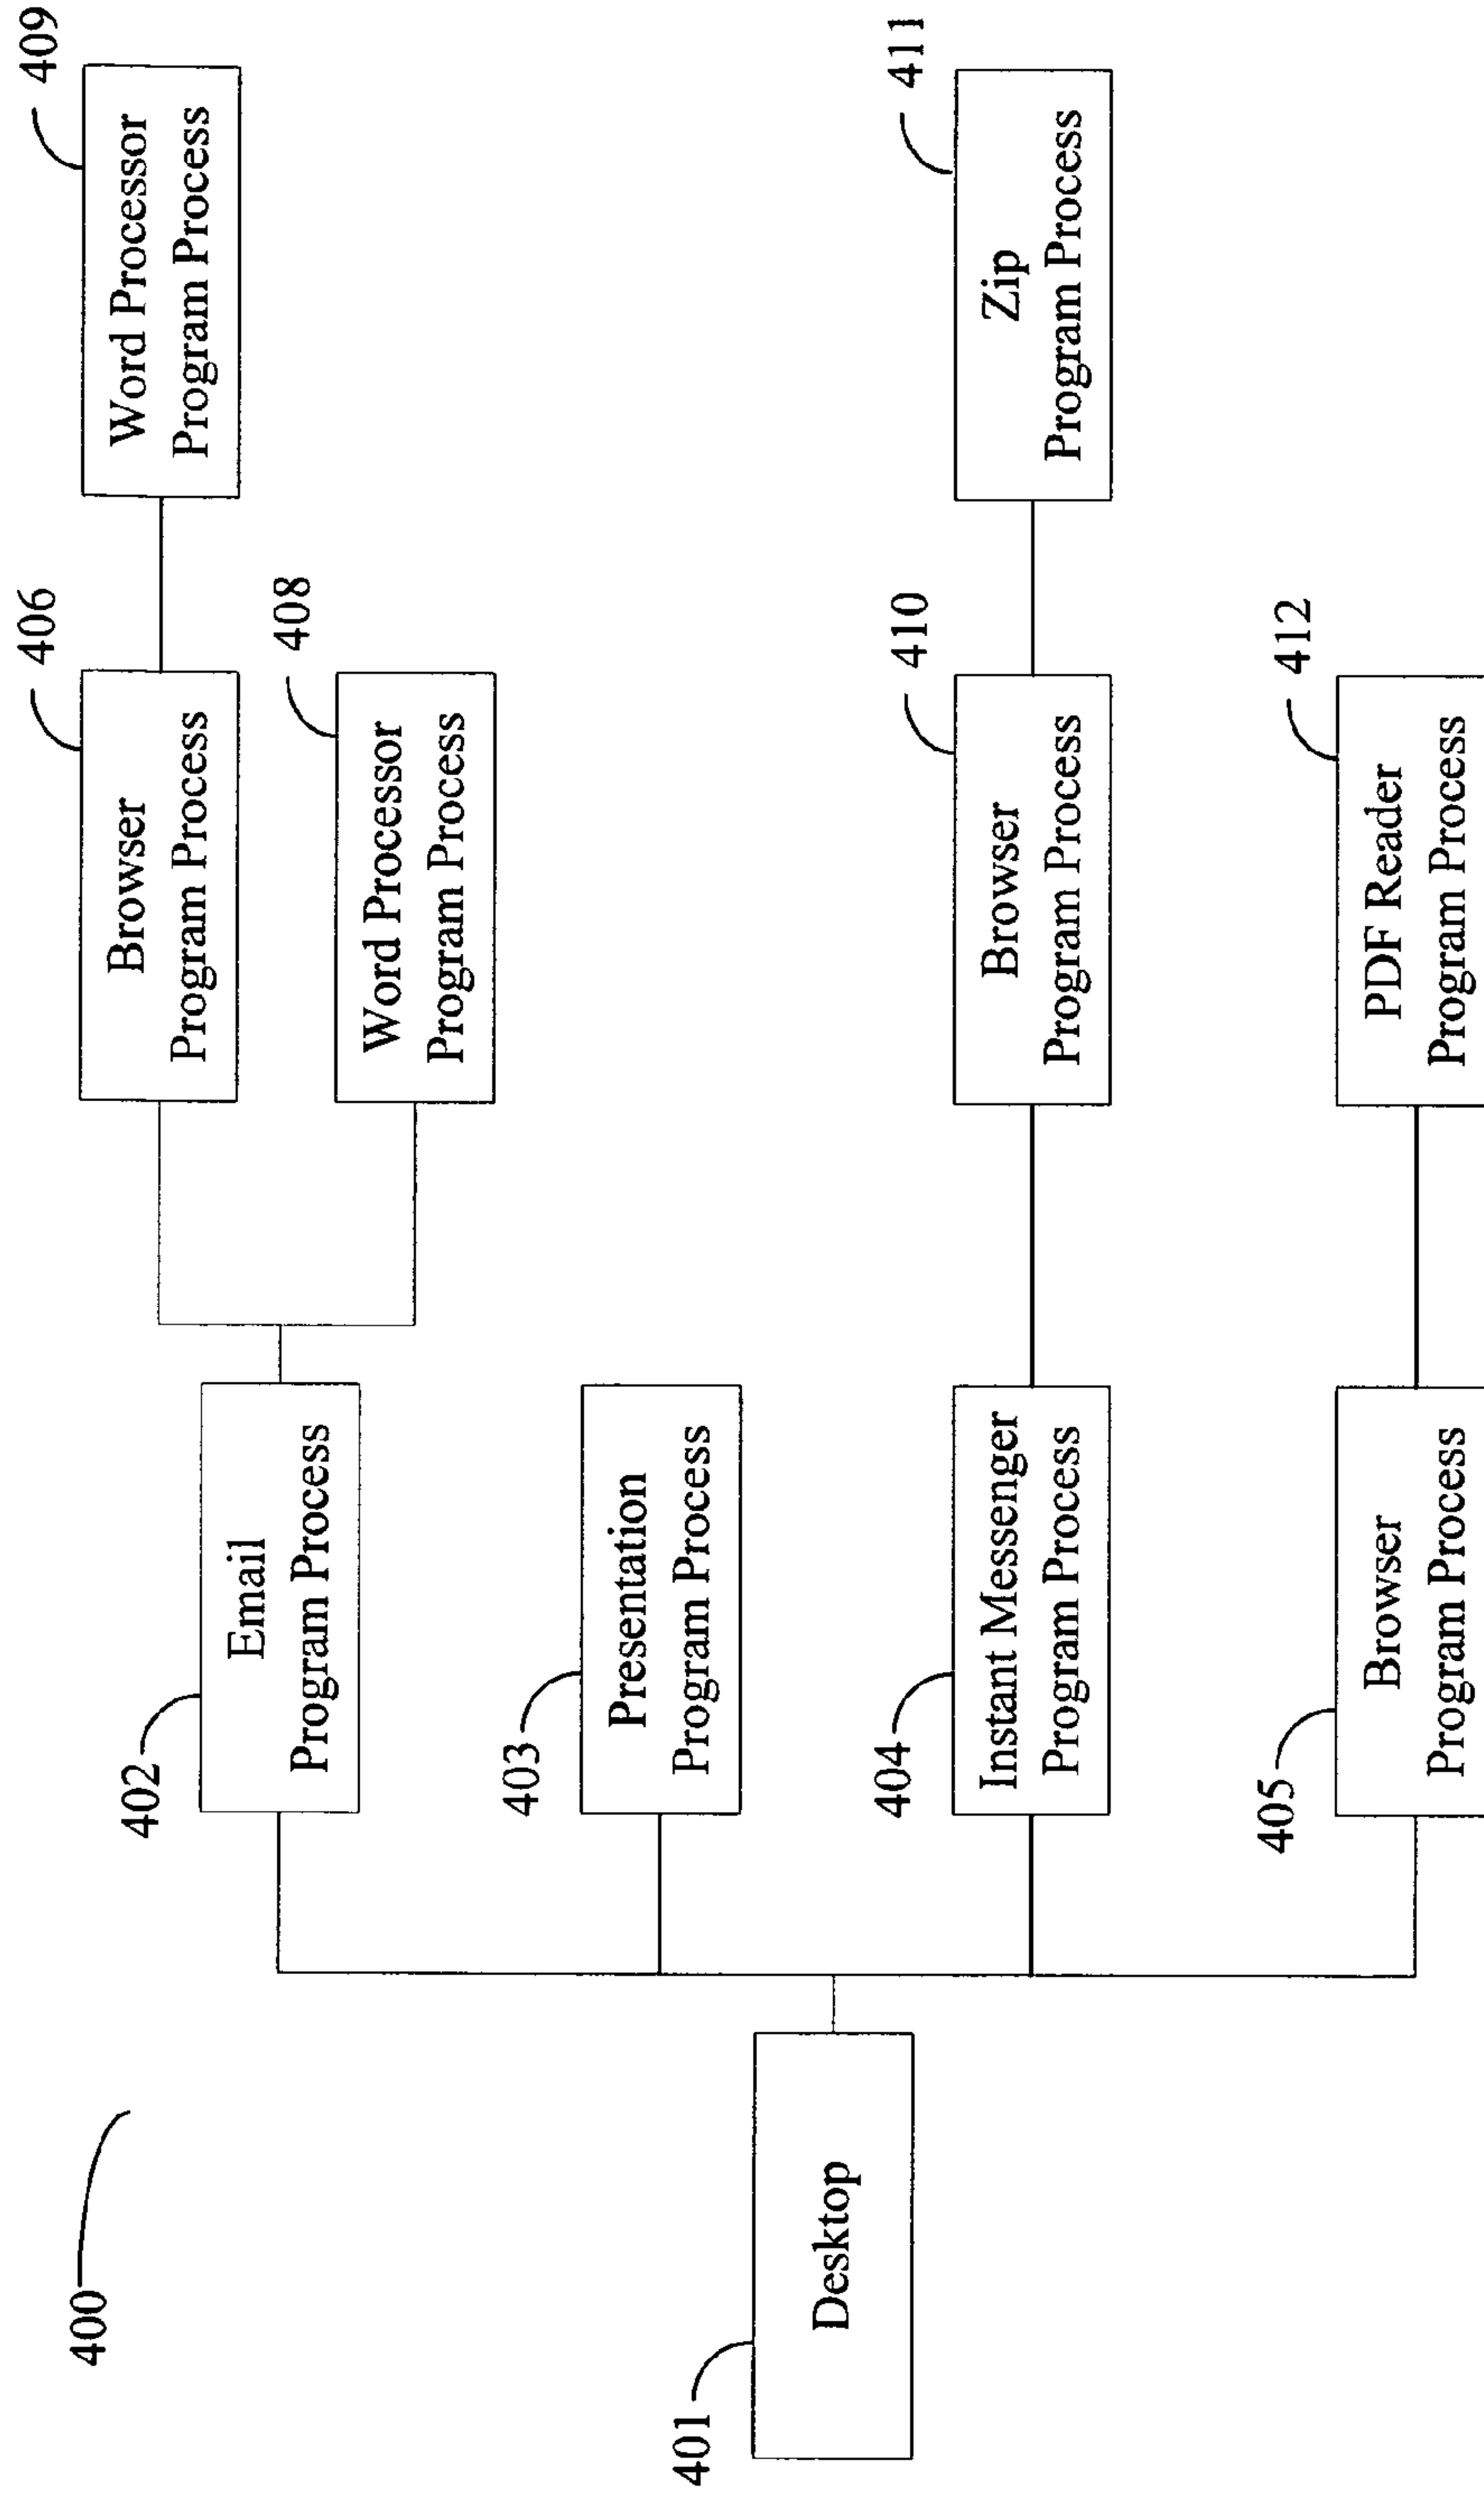 400
401
Desktop
402
Email
Program Process
403
Presentation
Program Process
404
Instant Messenger
Program Process
405
Browser
Program Process
406
Browser
Program Process
408
Word Processor
Program Process
410
Browser
Program Process
412
PDF Reader
Program Process
409
Word Processor
Program Process
411
Zip
Program Process